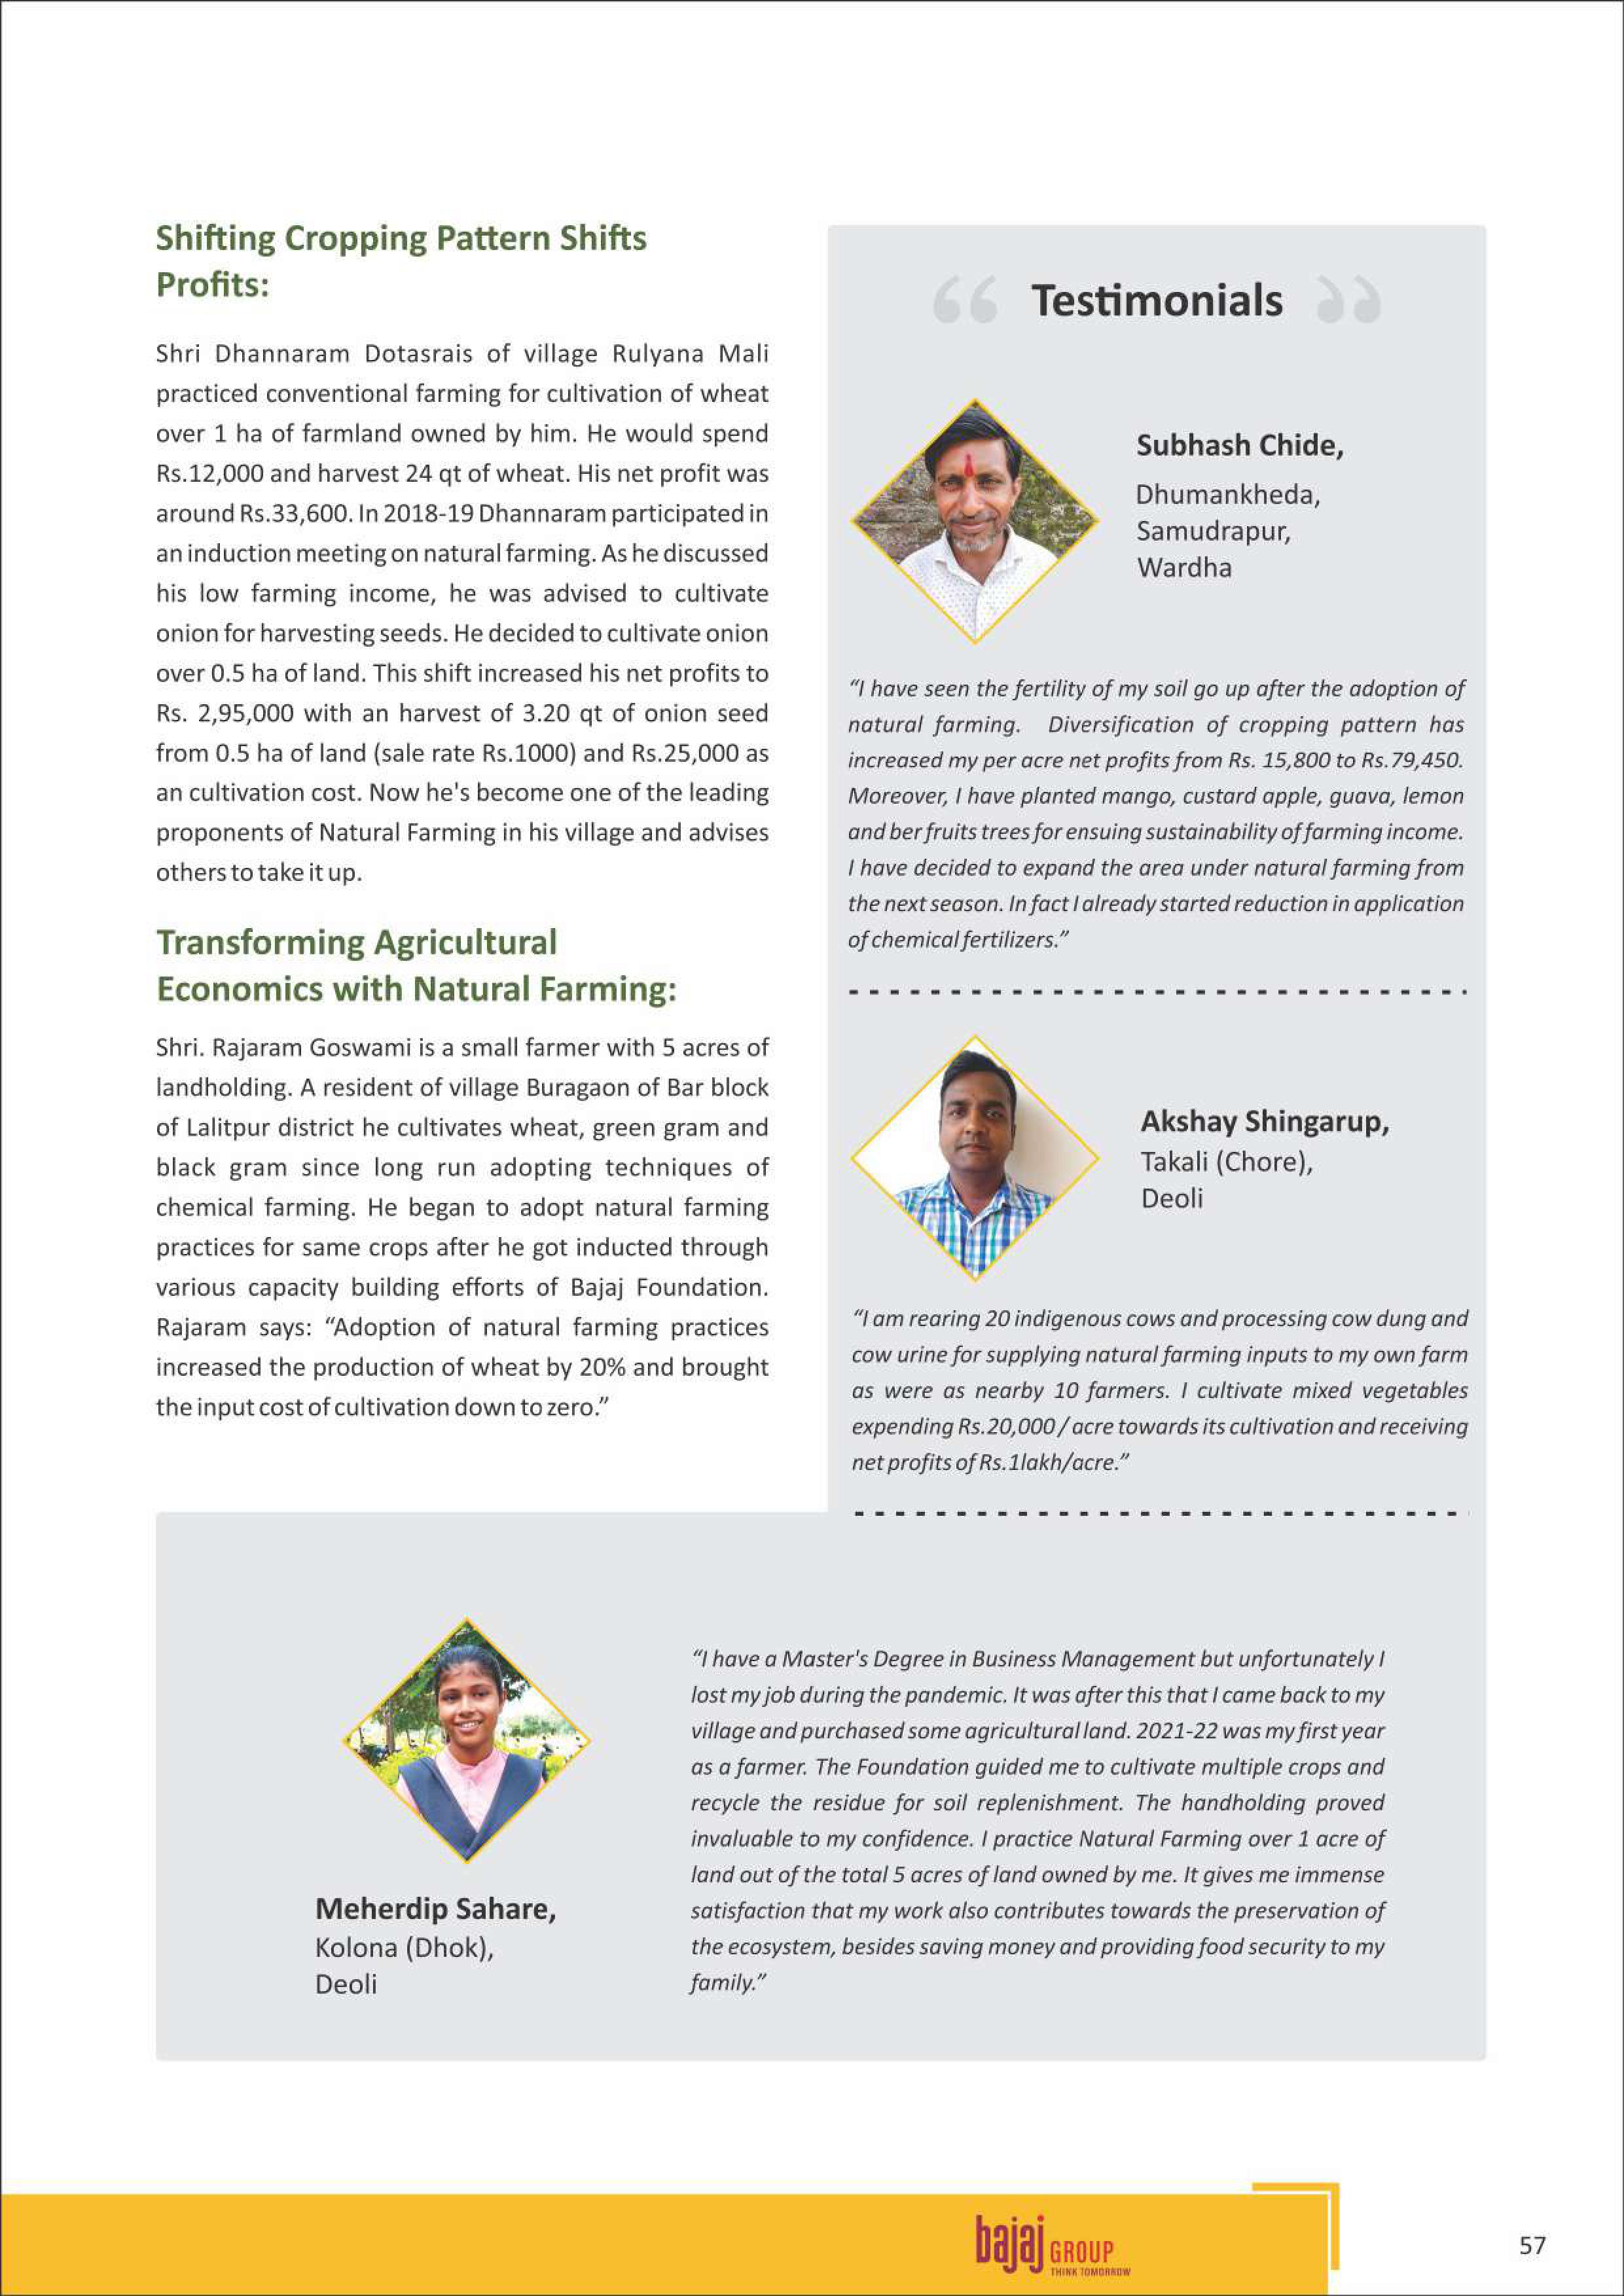 Shifting Cropping Pattern Shifts
Profits:
Shri Dhannaram Dotasrais of village Rulyana Mali
practiced conventional farming for cultivation of wheat
over 1 ha of farmland owned by him. He would spend
Rs.12,000 and harvest 24 qt of wheat. His net profit was
around Rs.33,600. In 2018-19 Dhannaram participated in
an induction meeting on natural farming. As he discussed
his low farming income, he was advised to cultivate
onion for harvesting seeds. He decided to cultivate onion
over 0.5 ha of land. This shift increased his net profits to
Rs. 2,95,000 with an harvest of 3.20 qt of onion seed
from 0.5 ha of land (sale rate Rs.1000) and Rs.25,000 as
an cultivation cost. Now he's become one of the leading
proponents of Natural Farming in his village and advises
others to take it up.
Transforming Agricultural
Economics with Natural Farming:
Shri. Rajaram Goswami is a small farmer with 5 acres of
landholding. A resident of village Buragaon of Bar block
of Lalitpur district he cultivates wheat, green gram and
black gram since long run adopting techniques of
chemical farming. He began to adopt natural farming
practices for same crops after he got inducted through
various capacity building efforts of Bajaj Foundation.
Rajaram says: “Adoption of natural farming practices
increased the production of wheat by 20% and brought
the input cost of cultivation down to zero.”
“ Testimonials ”
Subhash Chide,
Dhumankheda,
Samudrapur,
Wardha
“I have seen the fertility of my soil go up after the adoption of
natural farming. Diversification of cropping pattern has
increased my per acre net profits from Rs. 15,800 to Rs.79,450.
Moreover, I have planted mango, custard apple, guava, lemon
and ber fruits trees for ensuing sustainability of farming income.
I have decided to expand the area under natural farming from
the next season. In fact I already started reduction in application
of chemical fertilizers.”
Akshay Shingarup,
Takali (Chore),
Deoli
“I am rearing 20 indigenous cows and processing cow dung and
cow urine for supplying natural farming inputs to my own farm
as were as nearby 10 farmers. I cultivate mixed vegetables
expending Rs.20,000 / acre towards its cultivation and receiving
net profits of Rs.1lakh/acre.”
Meherdip Sahare,
Kolona (Dhok),
Deoli
“I have a Master's Degree in Business Management but unfortunately I
lost my job during the pandemic. It was after this that I came back to my
village and purchased some agricultural land. 2021-22 was my first year
as a farmer. The Foundation guided me to cultivate multiple crops and
recycle the residue for soil replenishment. The handholding proved
invaluable to my confidence. I practice Natural Farming over 1 acre of
land out of the total 5 acres of land owned by me. It gives me immense
satisfaction that my work also contributes towards the preservation of
the ecosystem, besides saving money and providing food security to my
family.”
bajaj GROUP
THINK TOMORROW
57